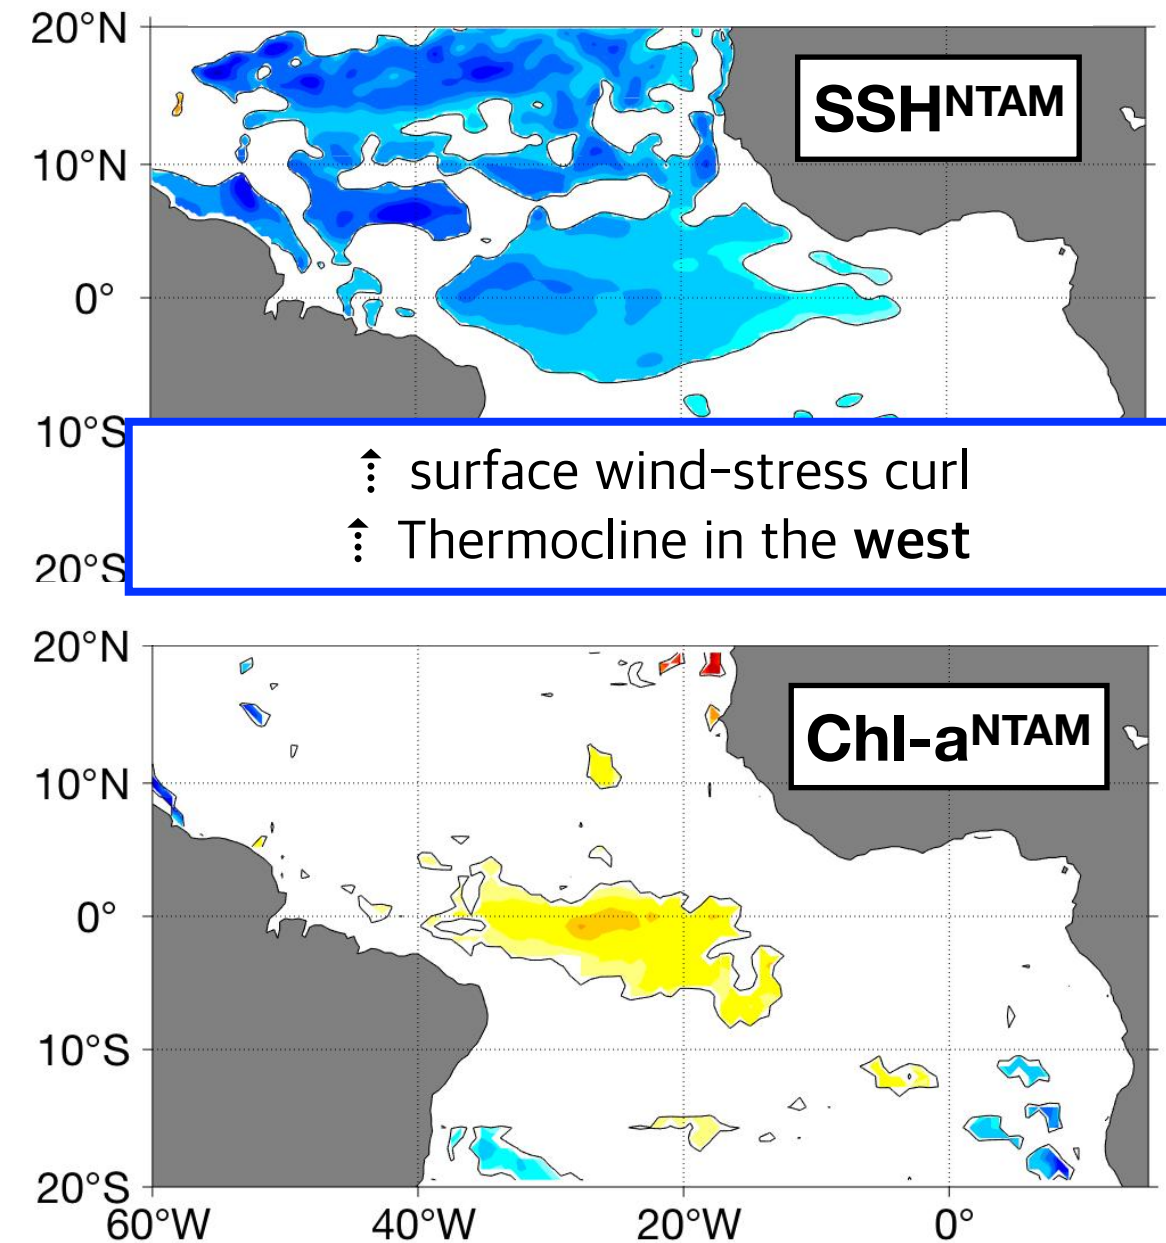 20°N
SSHNTAM
10°N
0°
10°S
⇡ surface wind-stress curl
⇡ Thermocline in the west
20°S
20°N
Chl-aNTAM
10°N
0°
10°S
20°S
60°W 40°W 20°W 0°